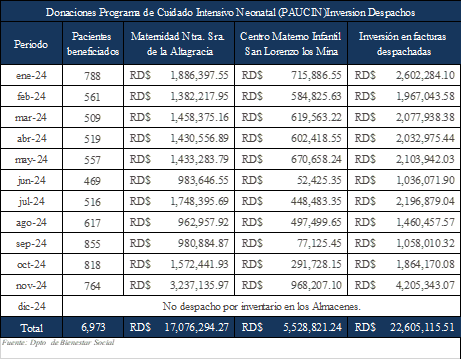 Donaciones Programa de Cuidado Intensivo Neonatal (PAUCIN)Inversion Despachos
Periodo Pacientes beneficiados Maternidad Ntra. Sra. de la Altagracia Centro Materno Infantil San Lorenzo los Mina Inversión en facturas despachadas
ene-24 788 RD$ 1,886,397.55 RD$ 715,886.55 RD$ 2,602,284.10
feb-24 561 RD$ 1,382,217.95 RD$ 584,825.63 RD$ 1,967,043.58
mar-24 509 RD$ 1,458,375.16 RD$ 619,563.22 RD$ 2,077,938.38
abr-24 519 RD$ 1,430,556.89 RD$ 602,418.55 RD$ 2,032,975.44
may-24 557 RD$ 1,433,283.79 RD$ 670,658.24 RD$ 2,103,942.03
jun-24 469 RD$ 983,646.55 RD$ 52,425.35 RD$ 1,036,071.90
jul-24 516 RD$ 1,748,395.69 RD$ 448,483.35 RD$ 2,196,879.04
ago-24 617 RD$ 962,957.92 RD$ 497,499.65 RD$ 1,460,457.57
sep-24 855 RD$ 980,884.87 RD$ 77,125.45 RD$ 1,058,010.32
oct-24 818 RD$ 1,572,441.93 RD$ 291,728.15 RD$ 1,864,170.08
nov-24 764 RD$ 3,237,135.97 RD$ 968,207.10 RD$ 4,205,343.07
dic-24 No despacho por inventario en los Almacenes.
Total 6,973 RD$ 17,076,294.27 RD$ 5,528,821.24 RD$ 22,605,115.51
Fuente: Dpto de Bienestar Social